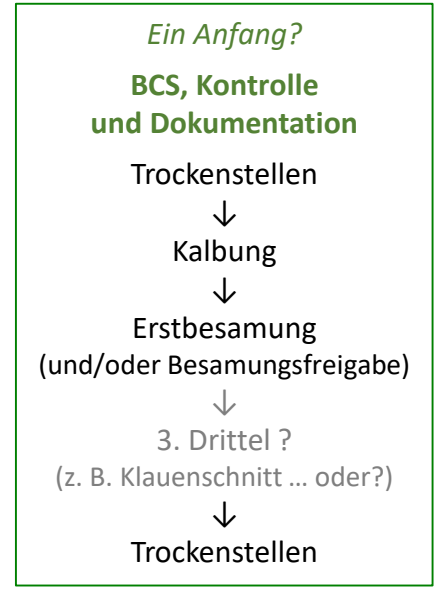 Ein Anfang?
BCS, Kontrolle
und Dokumentation
Trockenstellen
↓
Kalbung
↓
Erstbesamung
(und/oder Besamungsfreigabe)
↓
3. Drittel ?
(z. B. Klauenschnitt … oder?)
↓
Trockenstellen